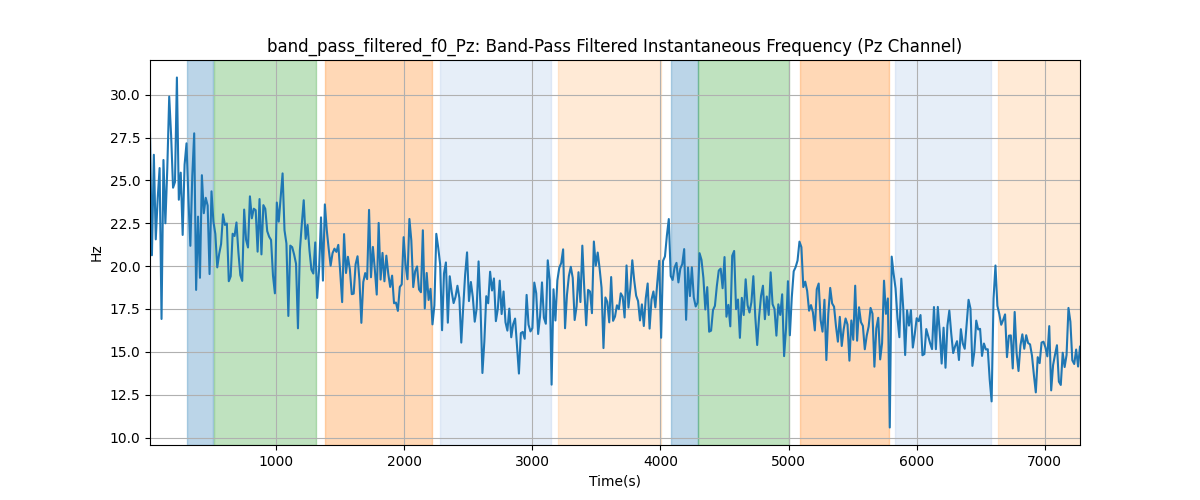 band_pass_filtered_f0_Pz: Band-Pass Filtered Instantaneous Frequency (Pz Channel)
30.0
27.5
25.0
22.5
20.0
17.5
15.0
12.5
10.0
Hz
1000 2000 3000 4000 5000 6000 7000
Time(s)